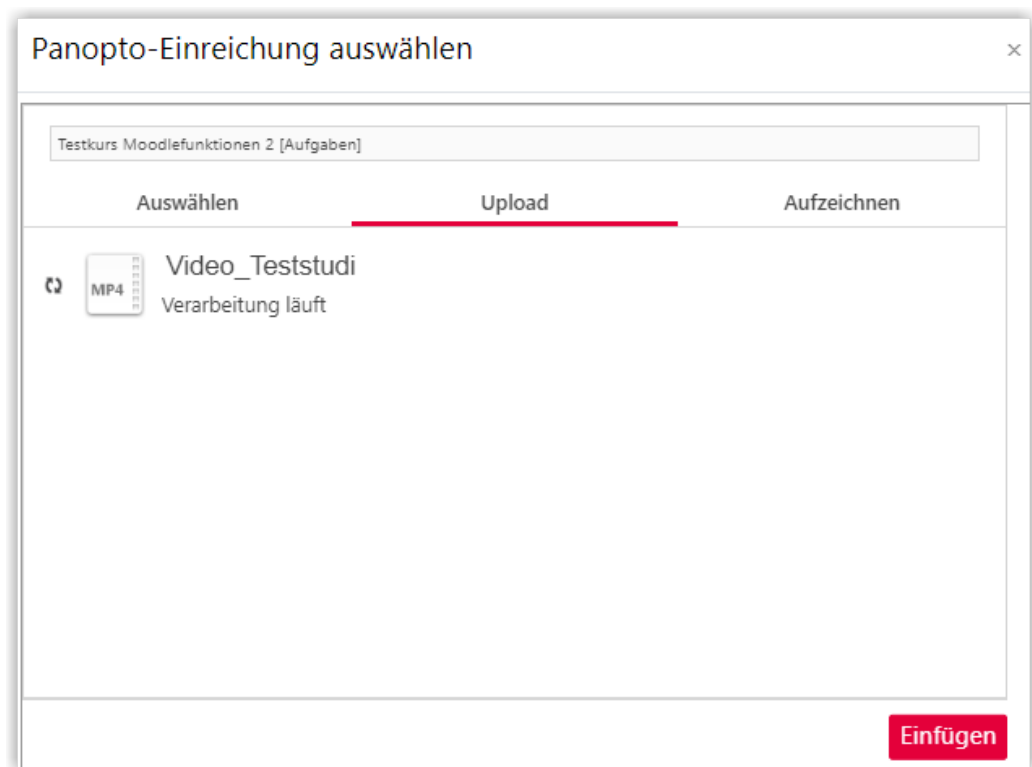 Panopto-Einreichung auswählen
Testkurs Moodlefunktionen 2 [Aufgaben]
Auswählen Upload Aufzeichnen
Video_Teststudi
MP4
Verarbeitung läuft
Einfügen